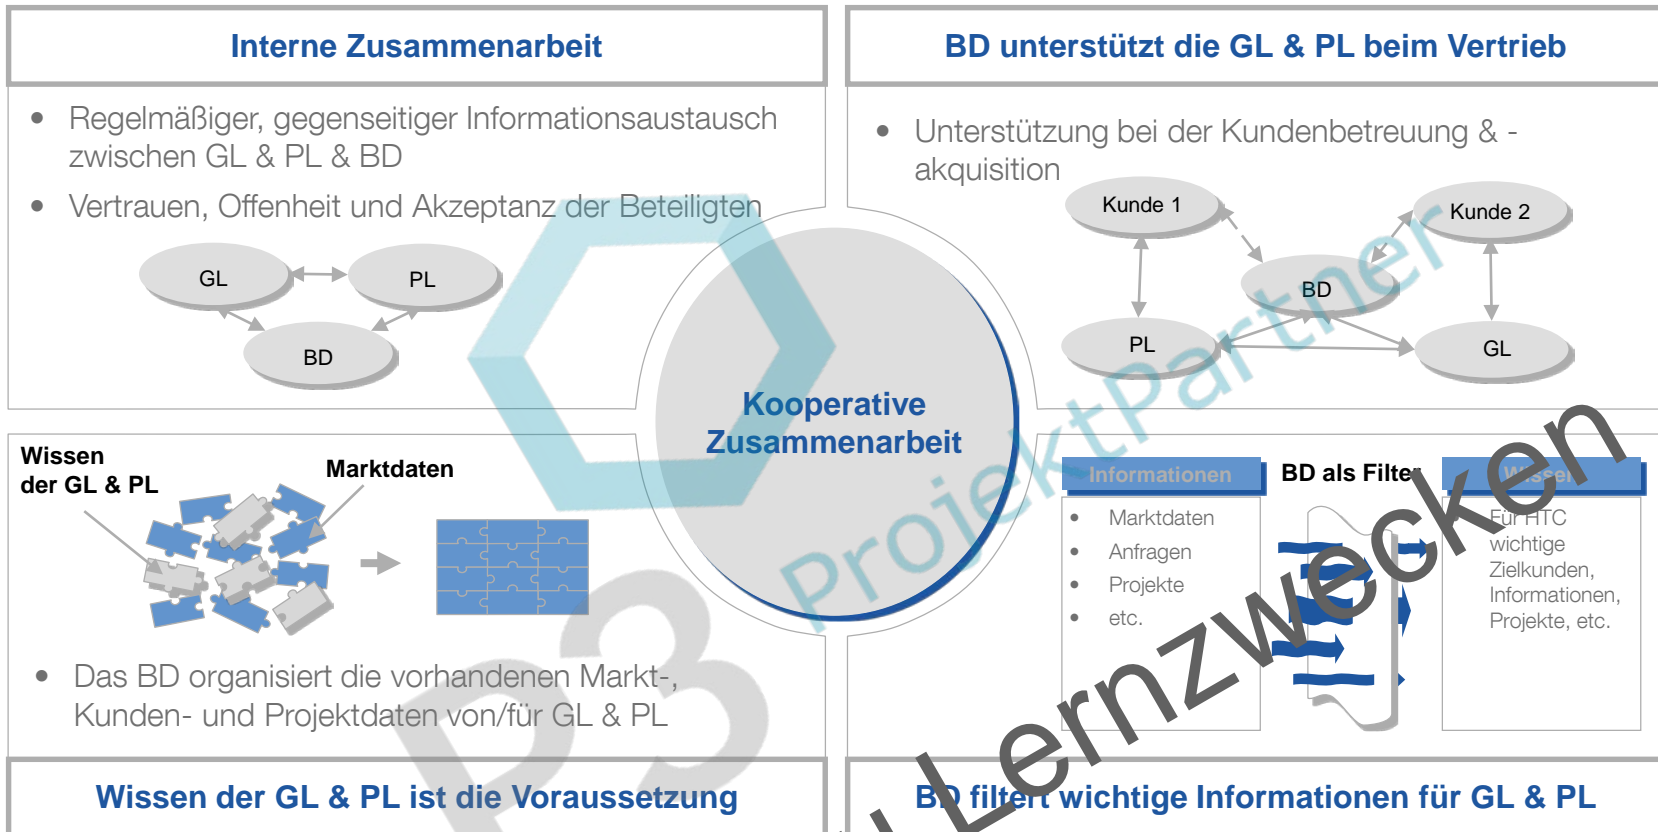 Interne Zusammenarbeit
• Regelmäßiger, gegenseitiger Informationsaustausch
zwischen GL & PL & BD
• Vertrauen, Offenheit und Akzeptanz der Beteiligten
GL
PL
BD
BD unterstützt die GL & PL beim Vertrieb
• Unterstützung bei der Kundenbetreuung & -
akquisition
Kunde 1
Kunde 2
BD
PL
GL
Kooperative
Zusammenarbeit
Wissen
der GL & PL
Marktdaten
• Das BD organisiert die vorhandenen Markt-,
Kunden- und Projektdaten von/für GL & PL
Wissen der GL & PL ist die Voraussetzung
Informationen
• Marktdaten
• Anfragen
• Projekte
• etc.
BD als Filter
Wissen
Für HTC
wichtige
Zielkunden,
Informationen,
Projekte, etc.
BD filtert wichtige Informationen für GL & PL
P3
ProjektPartner
Lernzwecken